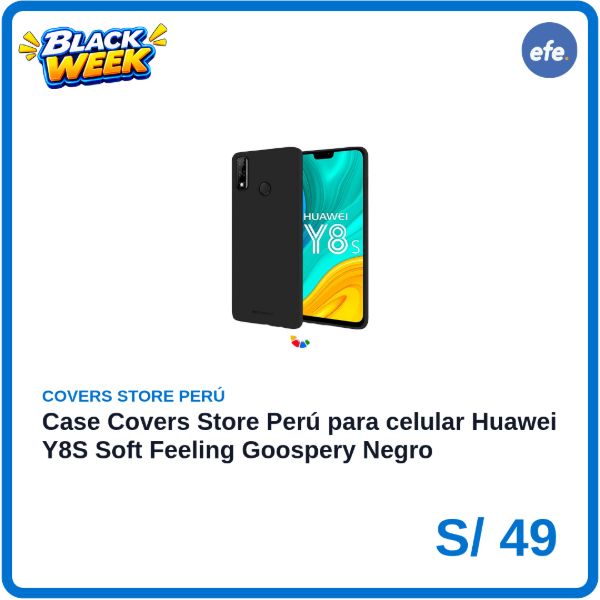 BLACK
WEEK
efe.
HUAWEI
Y8s
COVERS STORE PERÚ
Case Covers Store Perú para celular Huawei
Y8S Soft Feeling Goospery Negro
S/ 49